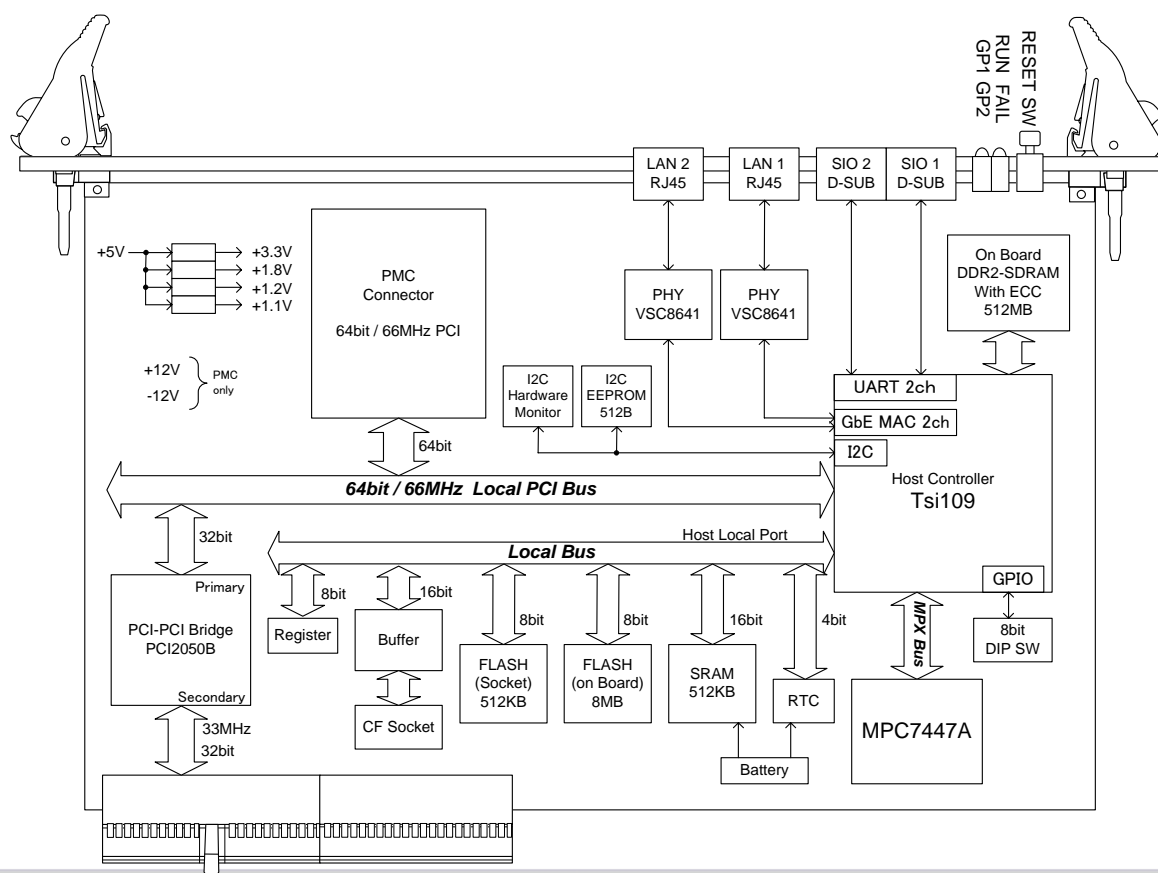 RESET SW
RUN FAIL
GP1 GP2
LAN 2
RJ45
LAN 1
RJ45
SIO 2
D-SUB
SIO 1
D-SUB
+5V
+3.3V
+1.8V
+1.2V
+1.1V
+12V
-12V
PMC
only
PMC
Connector
64bit / 66MHz PCI
PHY
VSC8641
PHY
VSC8641
On Board
DDR2-SDRAM
With ECC
512MB
I2C
Hardware
Monitor
I2C
EEPROM
512B
UART 2ch
GbE MAC 2ch
I2C
Host Controller
Tsi109
GPIO
64bit
64bit / 66MHz Local PCI Bus
32bit
Host Local Port
Local Bus
Primary
PCI-PCI Bridge
PCI2050B
Secondary
33MHz
32bit
8bit
Register
16bit
Buffer
CF Socket
8bit
FLASH
(Socket)
512KB
8bit
FLASH
(on Board)
8MB
16bit
SRAM
512KB
4bit
RTC
Battery
MPX Bus
MPC7447A
8bit
DIP SW